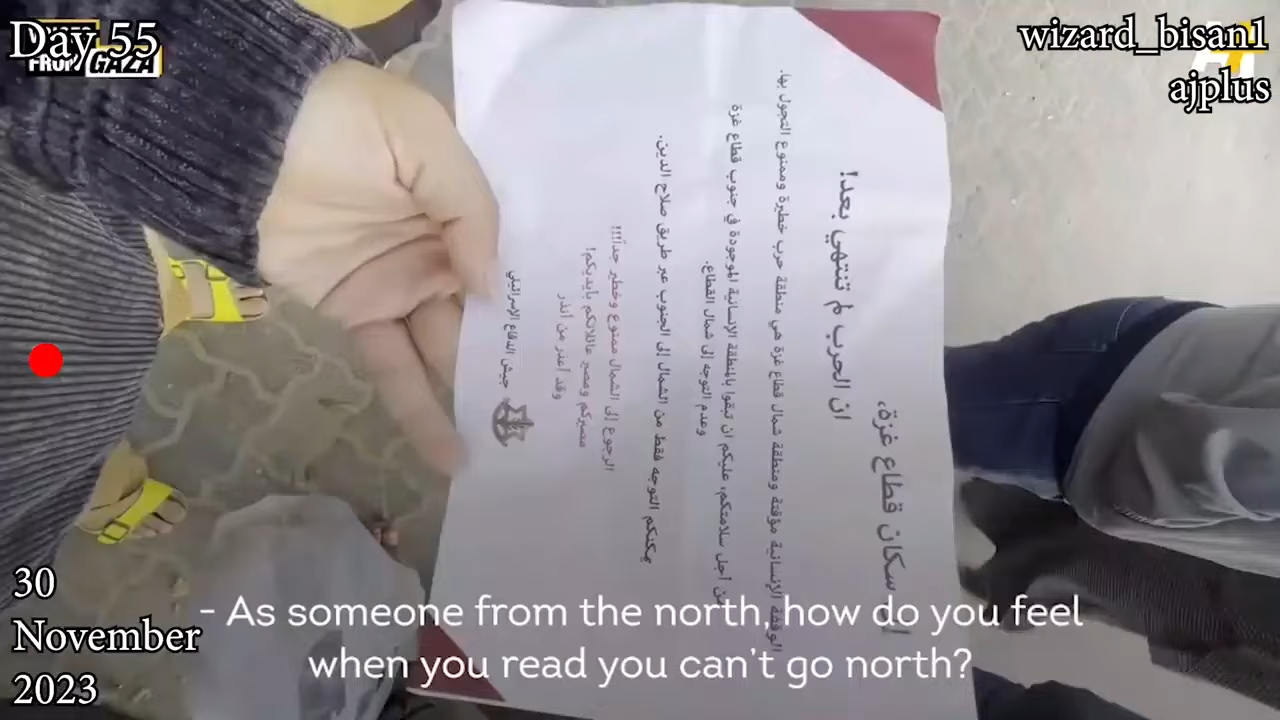 Day 55
FROM GAZA
wizard_bisan1
ajplus
سكان قطاع غزة،
ان الحرب لم تنتهي بعد!
الوقفة الإنسانية مؤقتة ومنطقة شمال قطاع غزة هي منطقة حرب خطيرة وممنوع التجول بها.
من أجل سلامتكم، عليكم ان تبقوا بالمنطقة الإنسانية الموجودة في جنوب قطاع غزة
وعدم التوجه إلى شمال القطاع.
يمكنكم التوجه فقط من الشمال إلى الجنوب عبر طريق صلاح الدين.
الرجوع إلى الشمال ممنوع وخطير جداً!!!
مصيركم ومصير عائلاتكم بأيديكم!
وقد أعذر من أنذر
جيش الدفاع الإسرائيلي
- As someone from the north, how do you feel
when you read you can't go north?
30
November
2023